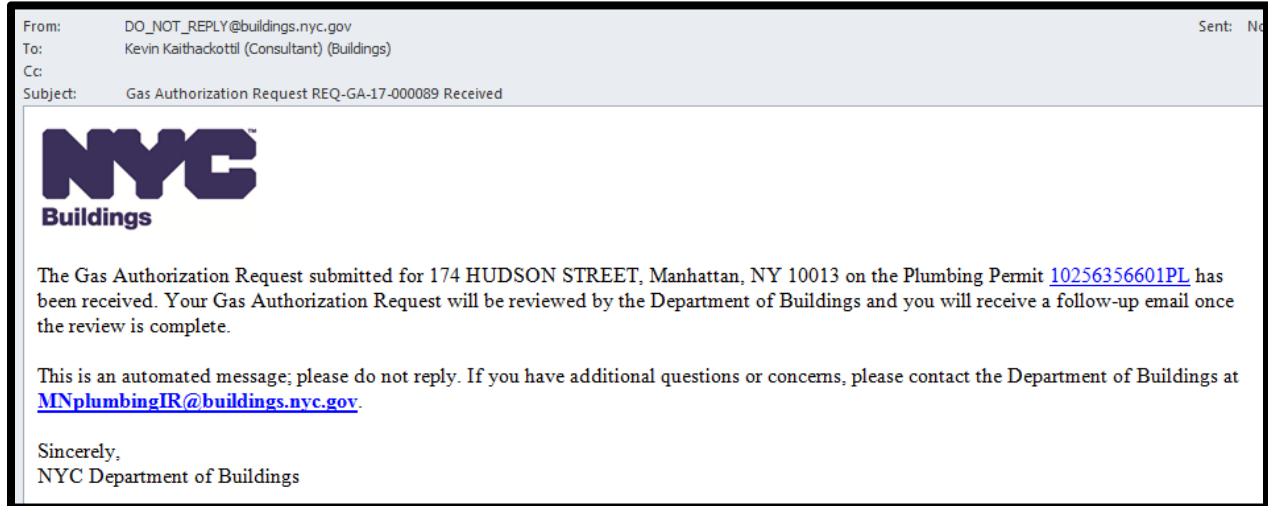 From: DO_NOT_REPLY@buildings.nyc.gov Sent:
To: Kevin Kaithackottil (Consultant) (Buildings)
Cc:
Subject: Gas Authorization Request REQ-GA-17-000089 Received
NYC™
Buildings
The Gas Authorization Request submitted for 174 HUDSON STREET, Manhattan, NY 10013 on the Plumbing Permit 10256356601PL has
been received. Your Gas Authorization Request will be reviewed by the Department of Buildings and you will receive a follow-up email once
the review is complete.
This is an automated message; please do not reply. If you have additional questions or concerns, please contact the Department of Buildings at
MNplumbingIR@buildings.nyc.gov.
Sincerely,
NYC Department of Buildings